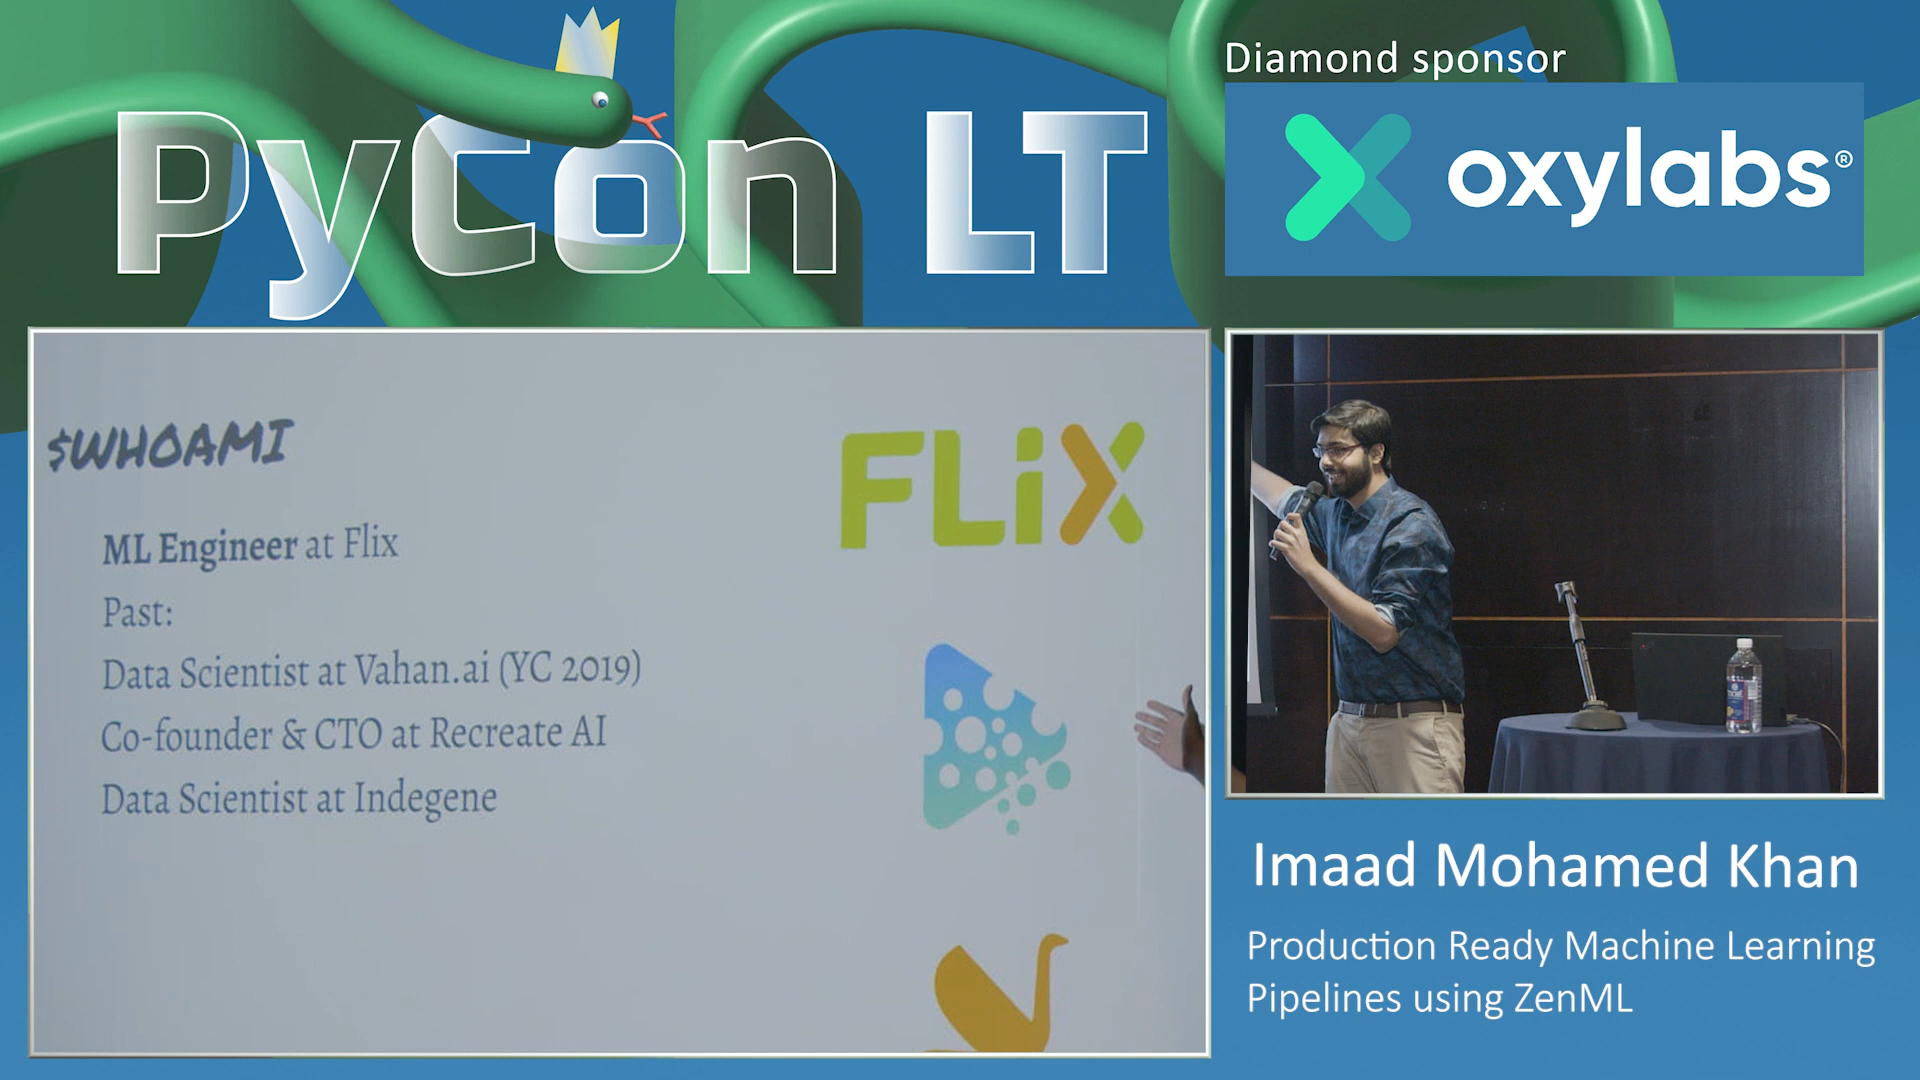 PyCon LT
Diamond sponsor
oxylabs®
$WHOAMI
FLiX
ML Engineer at Flix
Past:
Data Scientist at Vahan.ai (YC 2019)
Co-founder & CTO at Recreate AI
Data Scientist at Indegene
Imaad Mohamed Khan
Production Ready Machine Learning
Pipelines using ZenML